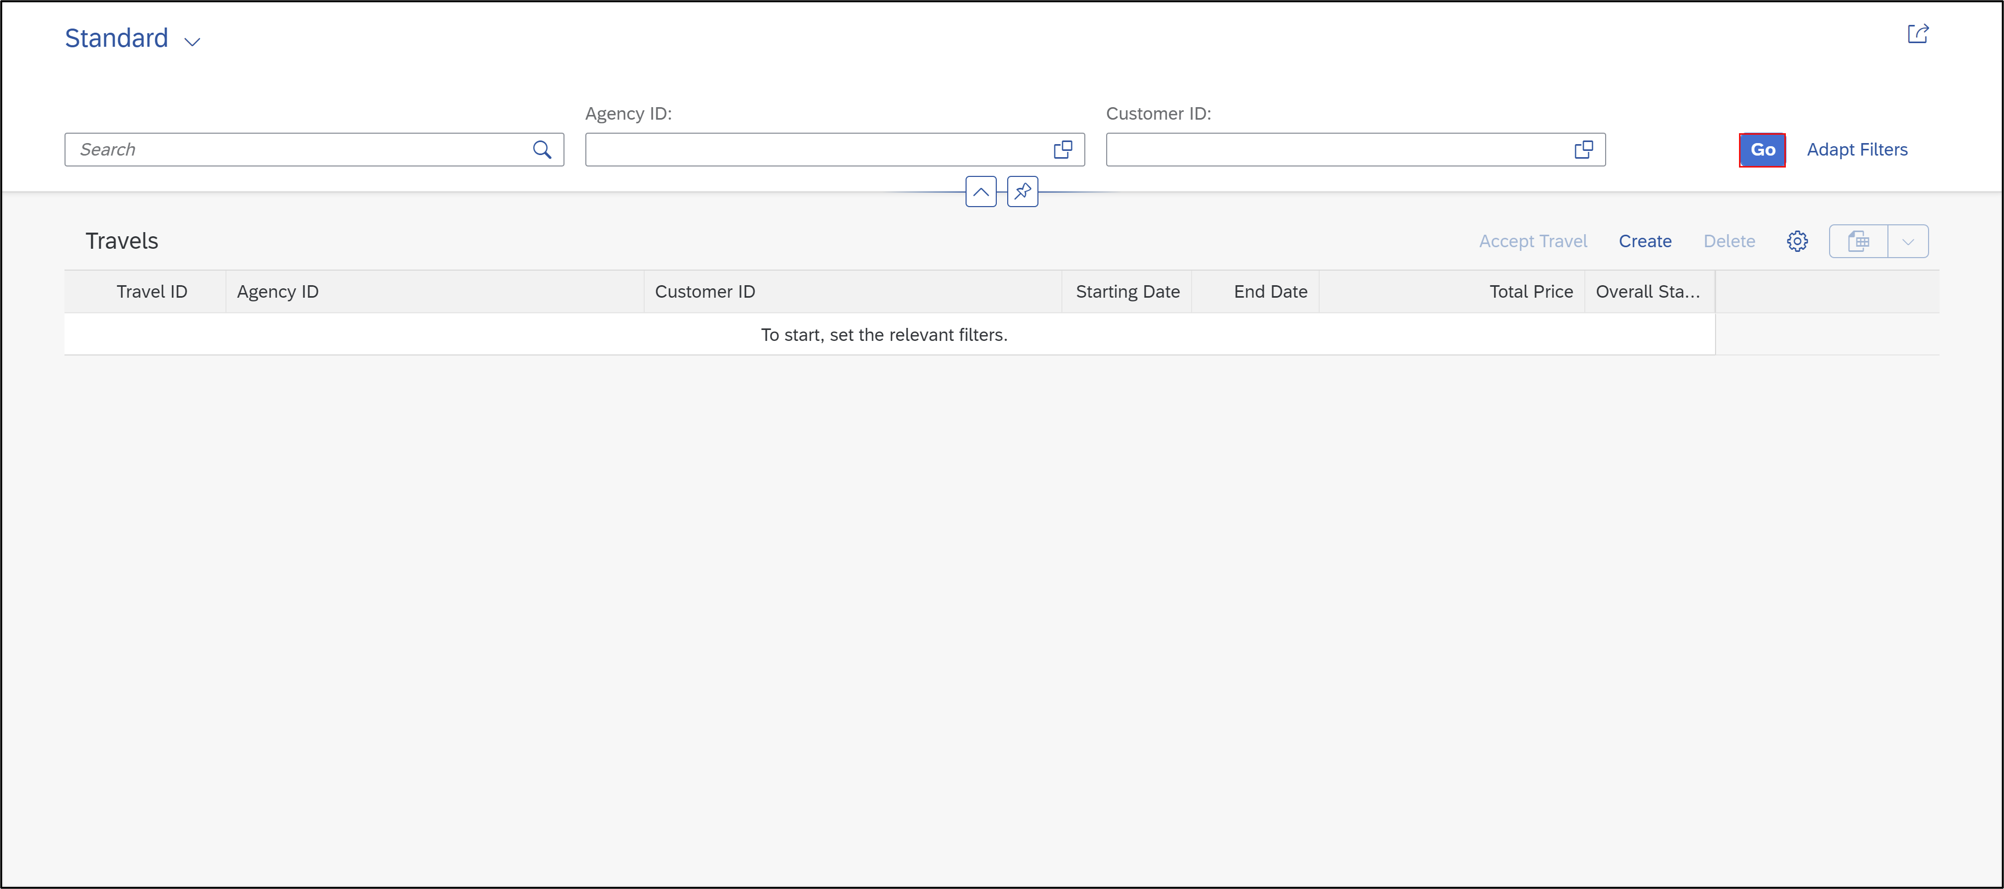 Standard
Agency ID:
Customer ID:
Search
Go
Adapt Filters
Travels
Accept Travel
Create
Delete
Travel ID
Agency ID
Customer ID
Starting Date
End Date
Total Price
Overall Sta...
To start, set the relevant filters.